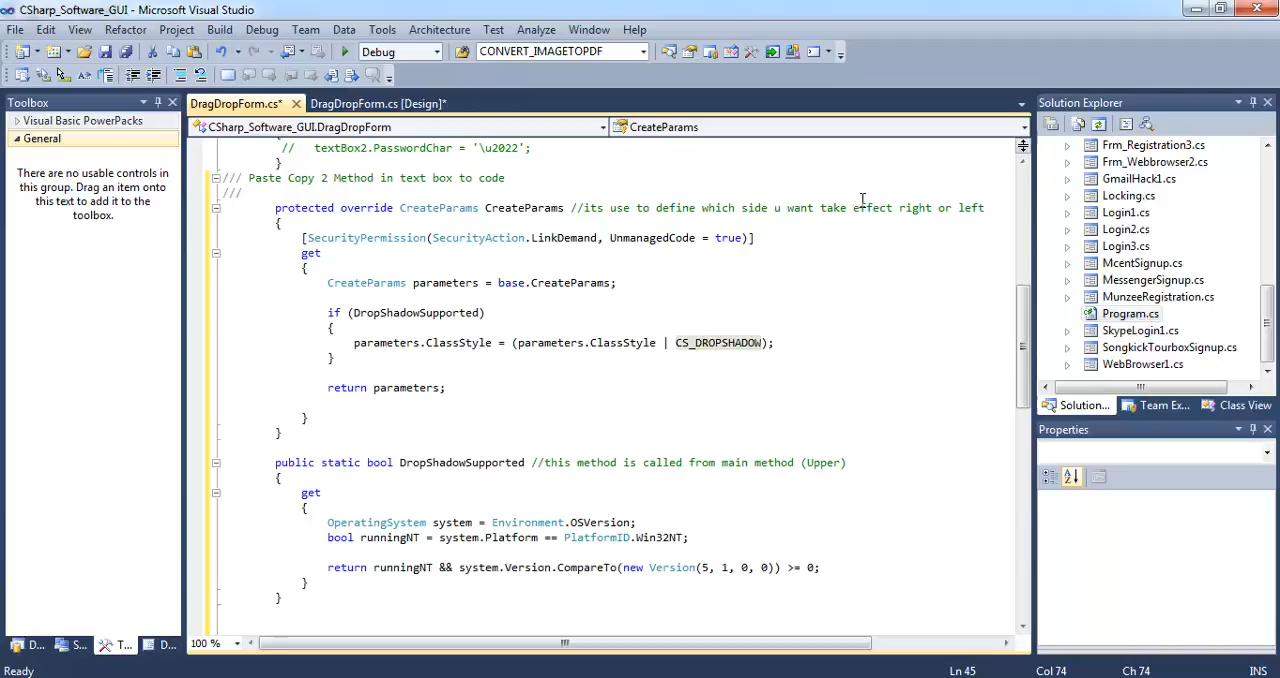 CSharp_Software_GUI - Microsoft Visual Studio
File Edit View Refactor Project Build Debug Team Data Tools Architecture Test Analyze Window Help
Debug CONVERT_IMAGETOPDF
Toolbox
Visual Basic PowerPacks
General
There are no usable controls in
this group. Drag an item onto
this text to add it to the
toolbox.
D... S... T... D...
DragDropForm.cs* DragDropForm.cs [Design]*
CSharp_Software_GUI.DragDropForm CreateParams
// textBox2.PasswordChar = '\u2022';
}
/// Paste Copy 2 Method in text box to code
///
protected override CreateParams CreateParams //its use to define which side u want take effect right or left
{
[SecurityPermission(SecurityAction.LinkDemand, UnmanagedCode = true)]
get
{
CreateParams parameters = base.CreateParams;
if (DropShadowSupported)
{
parameters.ClassStyle = (parameters.ClassStyle | CS_DROPSHADOW);
}
return parameters;
}
}
public static bool DropShadowSupported //this method is called from main method (Upper)
{
get
{
OperatingSystem system = Environment.OSVersion;
bool runningNT = system.Platform == PlatformID.Win32NT;
return runningNT && system.Version.CompareTo(new Version(5, 1, 0, 0)) >= 0;
}
}
100 %
Solution Explorer
Frm_Registration3.cs
Frm_Webbrowser2.cs
GmailHack1.cs
Locking.cs
Login1.cs
Login2.cs
Login3.cs
McentSignup.cs
MessengerSignup.cs
MunzeeRegistration.cs
Program.cs
SkypeLogin1.cs
SongkickTourboxSignup.cs
WebBrowser1.cs
Solution... Team Ex... Class View
Properties
Ready Ln 45 Col 74 Ch 74 INS